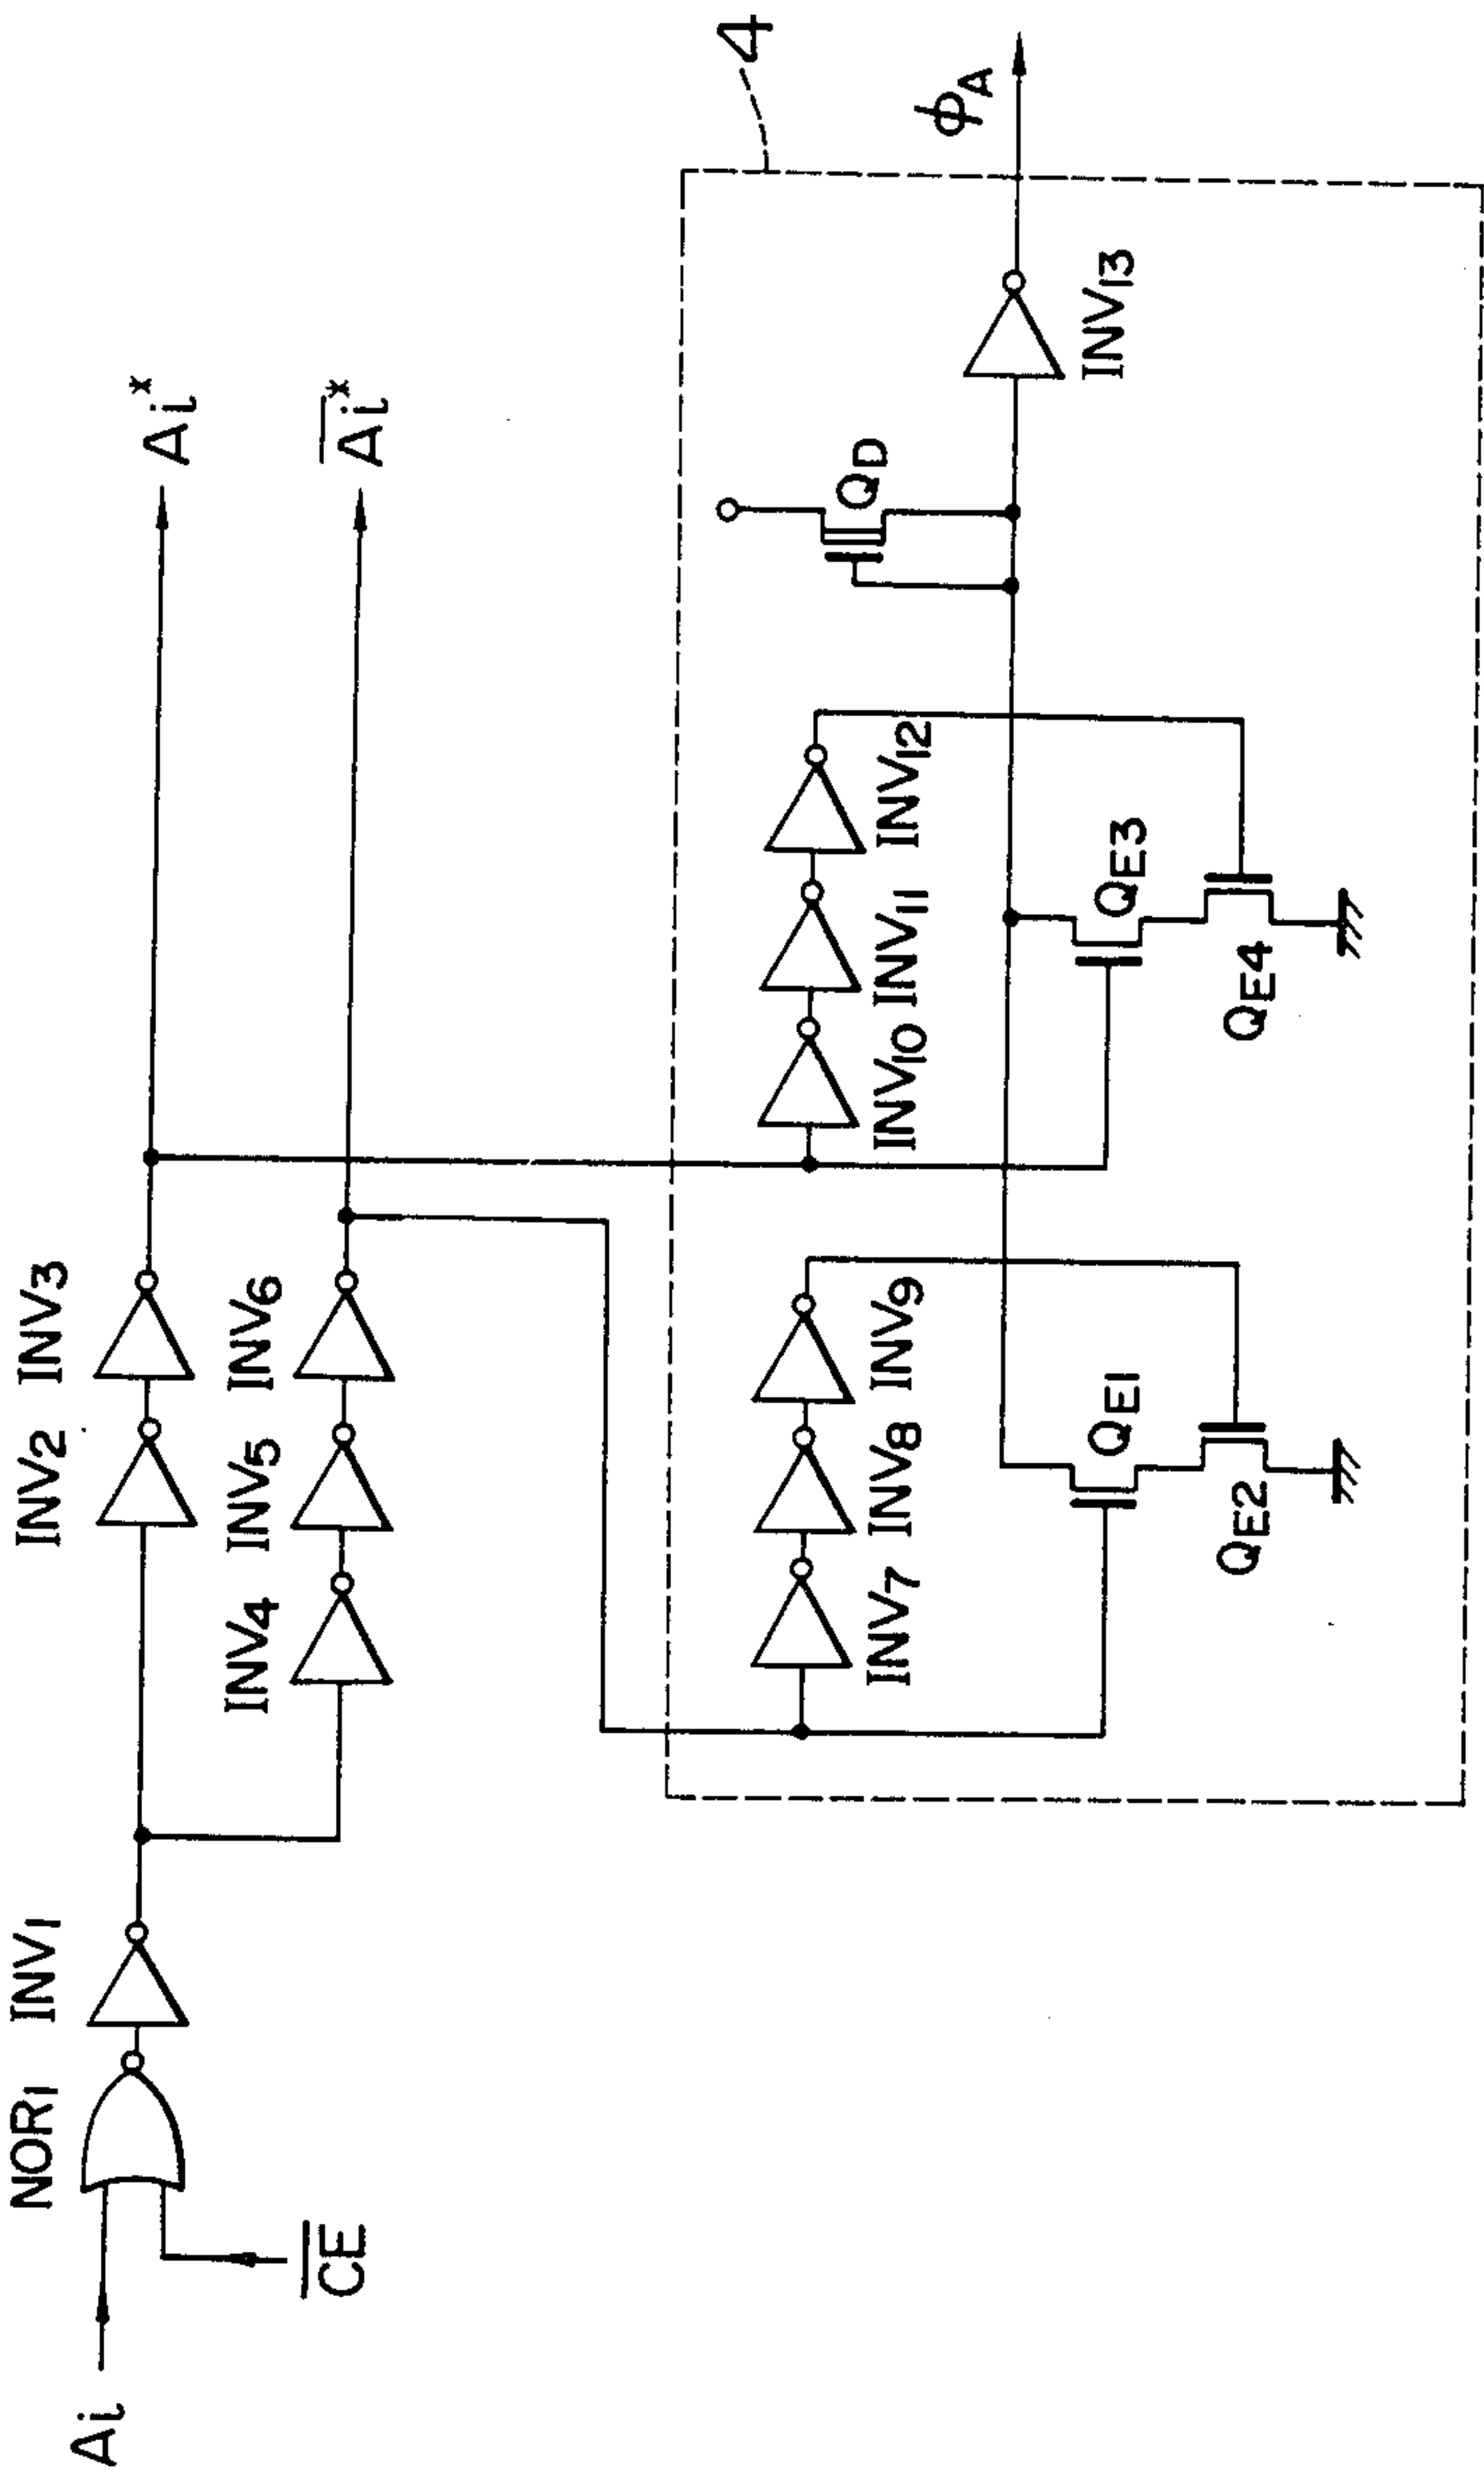 Ai
CE
NOR1
INV1
INV2
INV3
Ai*
INV4
INV5
INV6
Ai*
4
INV7
INV8
INV9
INV10
INV11
INV12
QD
INV13
φA
QE1
QE2
QE3
QE4